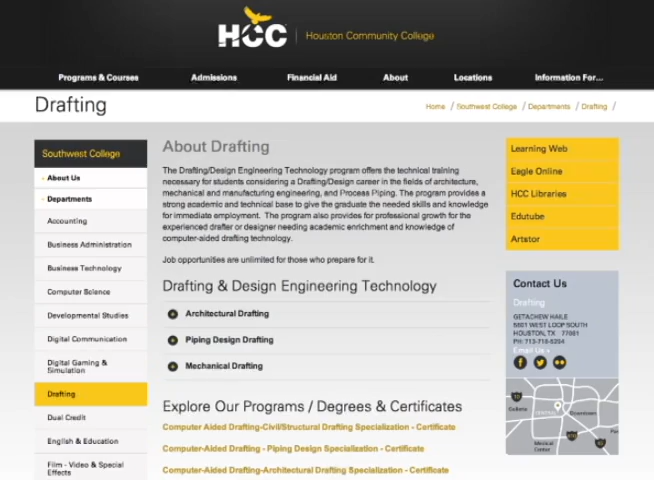 HCC | Houston Community College
Programs & Courses
Admissions
Financial Aid
About
Locations
Information For...
Drafting
Home / Southwest College / Departments / Drafting /
Southwest College
About Us
Departments
Accounting
Business Administration
Business Technology
Computer Science
Developmental Studies
Digital Communication
Digital Gaming &
Simulation
Drafting
Dual Credit
English & Education
Film - Video & Special
Effects
About Drafting
The Drafting/Design Engineering Technology program offers the technical training
necessary for students considering a Drafting/Design career in the fields of architecture,
mechanical and manufacturing engineering, and Process Piping. The program provides a
strong academic and technical base to give the graduate the needed skills and knowledge
for immediate employment. The program also provides for professional growth for the
experienced drafter or designer needing academic enrichment and knowledge of
computer-aided drafting technology.
Job opportunities are unlimited for those who prepare for it.
Drafting & Design Engineering Technology
Architectural Drafting
Piping Design Drafting
Mechanical Drafting
Explore Our Programs / Degrees & Certificates
Computer Aided Drafting-Civil/Structural Drafting Specialization - Certificate
Computer-Aided Drafting - Piping Design Specialization - Certificate
Computer-Aided Drafting-Architectural Drafting Specialization - Certificate
Learning Web
Eagle Online
HCC Libraries
Edutube
Artstor
Contact Us
Drafting
GETACHEW HAILE
5601 WEST LOOP SOUTH
HOUSTON, TX 77081
Email Us »
Downtown
Medical
Center